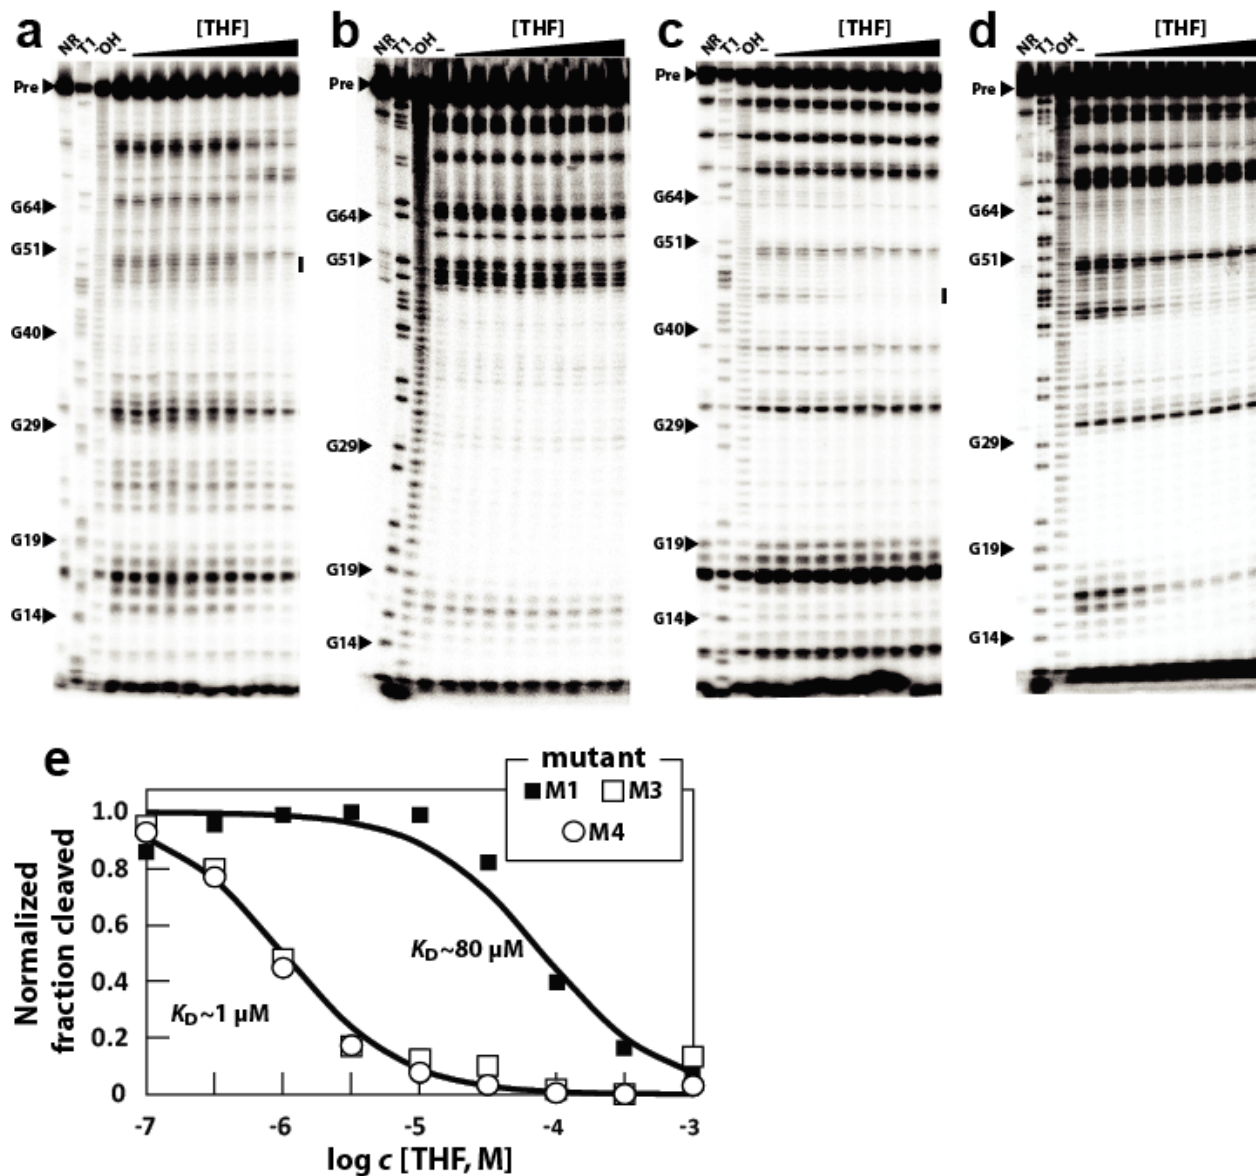 a
NR T1 -OH – [THF]
Pre
G64
G51
G40
G29
G19
G14
b
NR T1 -OH – [THF]
Pre
G64
G51
G29
G19
G14
c
NR T1 -OH – [THF]
Pre
G64
G51
G40
G29
G19
G14
d
NR T1 -OH – [THF]
Pre
G64
G51
G29
G19
G14
e
mutant
M1 M3
M4
Normalized
fraction cleaved
1.0
0.8
0.6
0.4
0.2
0
KD~80 µM
KD~1 µM
-7 -6 -5 -4 -3
log c [THF, M]